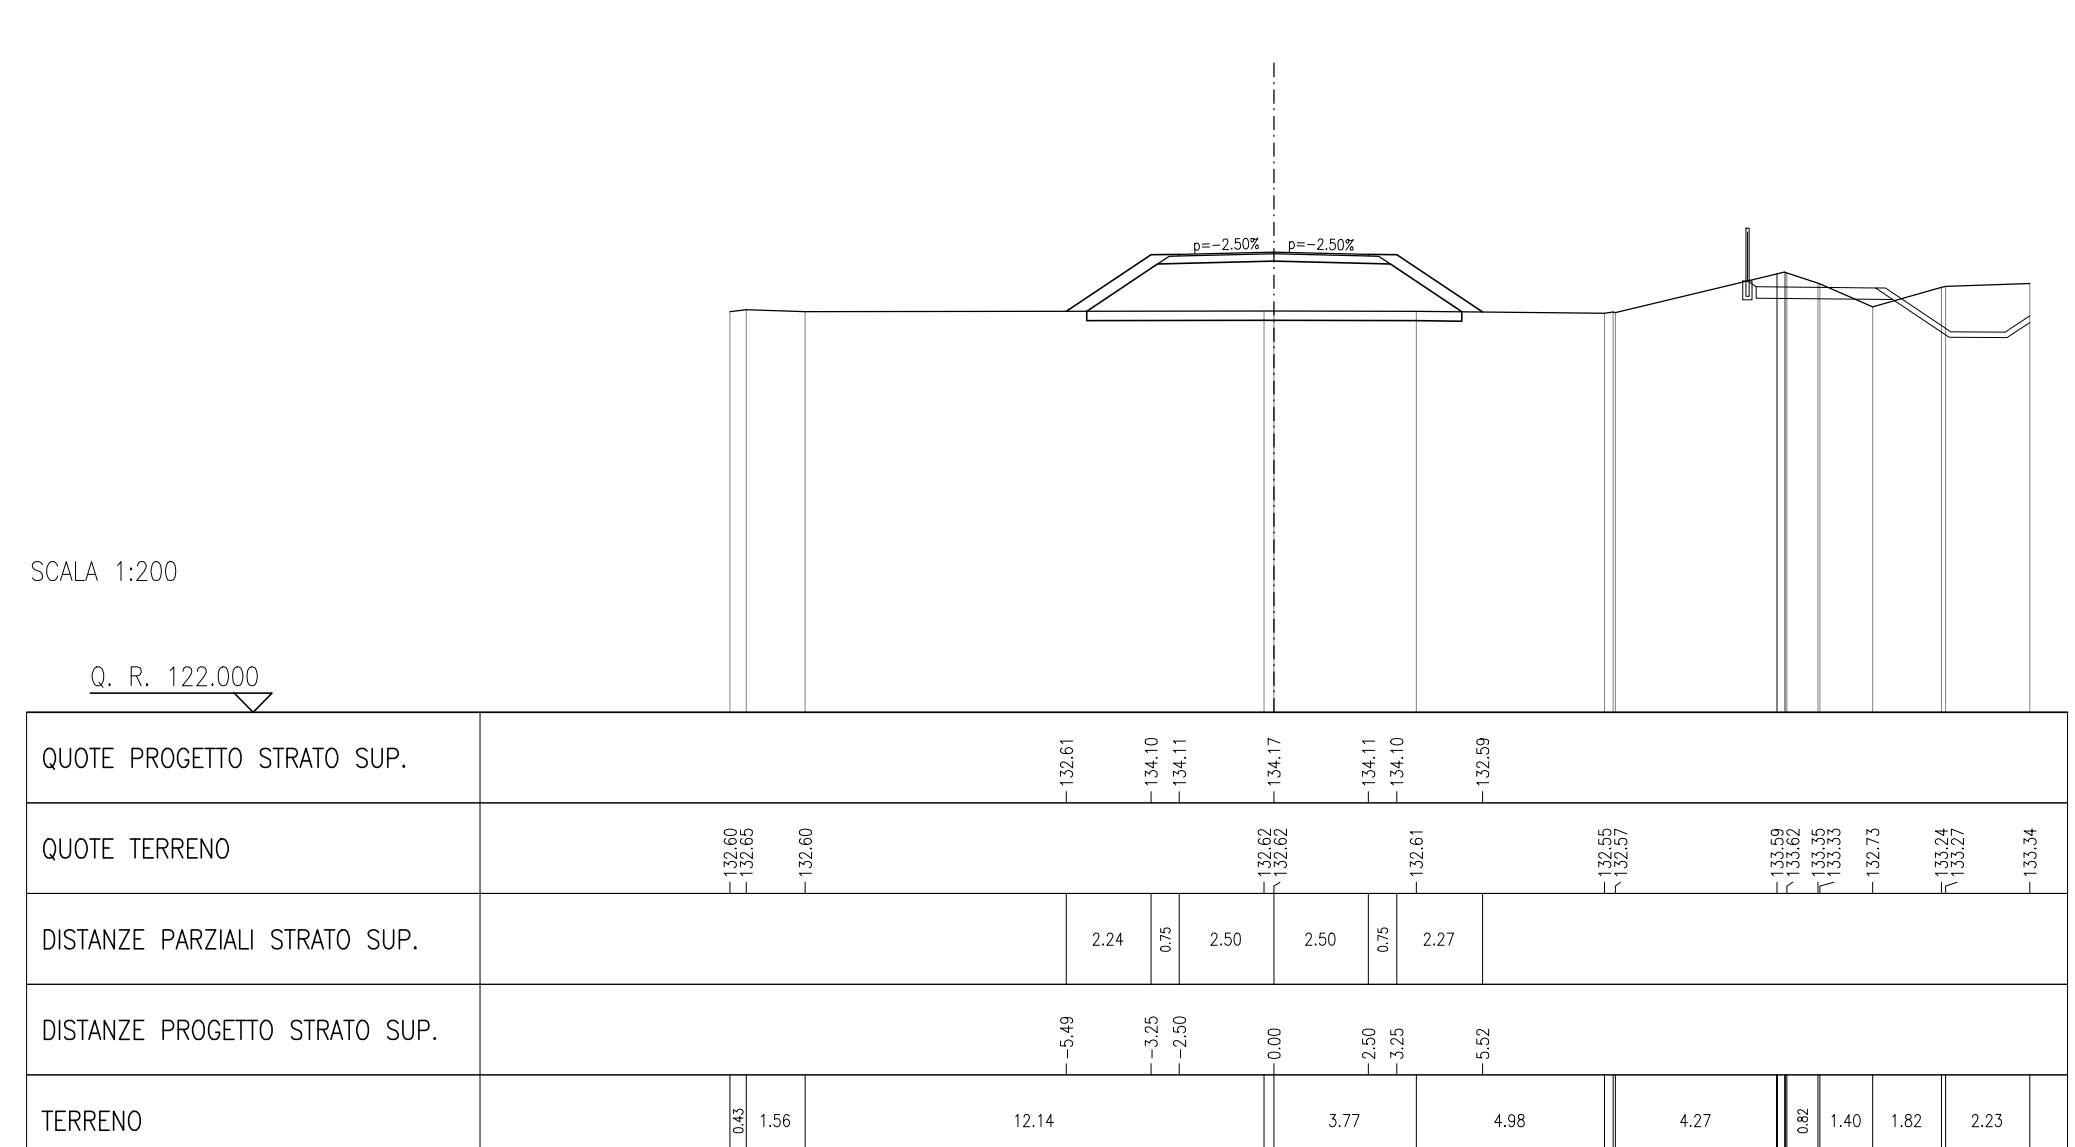 p=-2.50% p=-2.50%
SCALA 1:200
Q. R. 122.000
QUOTE PROGETTO STRATO SUP. 132.61 134.10 134.11 134.17 134.11 134.10 132.59
QUOTE TERRENO 132.60 132.65 132.60 132.62 132.62 132.61 132.55 132.57 133.59 133.62 133.35 133.33 132.73 133.24 133.27 133.34
DISTANZE PARZIALI STRATO SUP. 2.24 0.75 2.50 2.50 0.75 2.27
DISTANZE PROGETTO STRATO SUP. -5.49 -3.25 -2.50 0.00 2.50 3.25 5.52
TERRENO 0.43 1.56 12.14 3.77 4.98 4.27 0.82 1.40 1.82 2.23